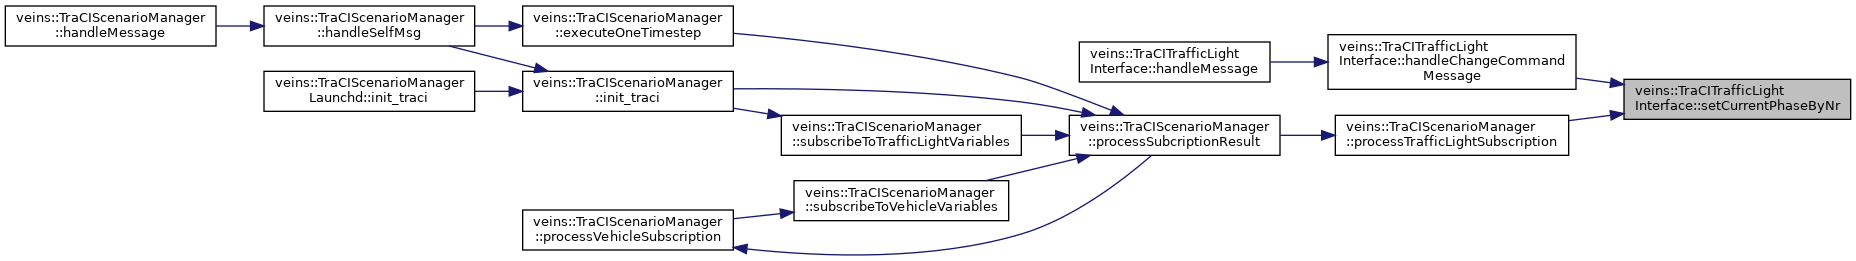 veins::TraCIScenarioManager
::handleMessage
veins::TraCIScenarioManager
::handleSelfMsg
veins::TraCIScenarioManager
::executeOneTimestep
veins::TraCIScenarioManager
Launchd::init_traci
veins::TraCIScenarioManager
::init_traci
veins::TraCIScenarioManager
::subscribeToTrafficLightVariables
veins::TraCIScenarioManager
::subscribeToVehicleVariables
veins::TraCIScenarioManager
::processVehicleSubscription
veins::TraCITrafficLight
Interface::handleMessage
veins::TraCIScenarioManager
::processSubcriptionResult
veins::TraCITrafficLight
Interface::handleChangeCommand
Message
veins::TraCIScenarioManager
::processTrafficLightSubscription
veins::TraCITrafficLight
Interface::setCurrentPhaseByNr